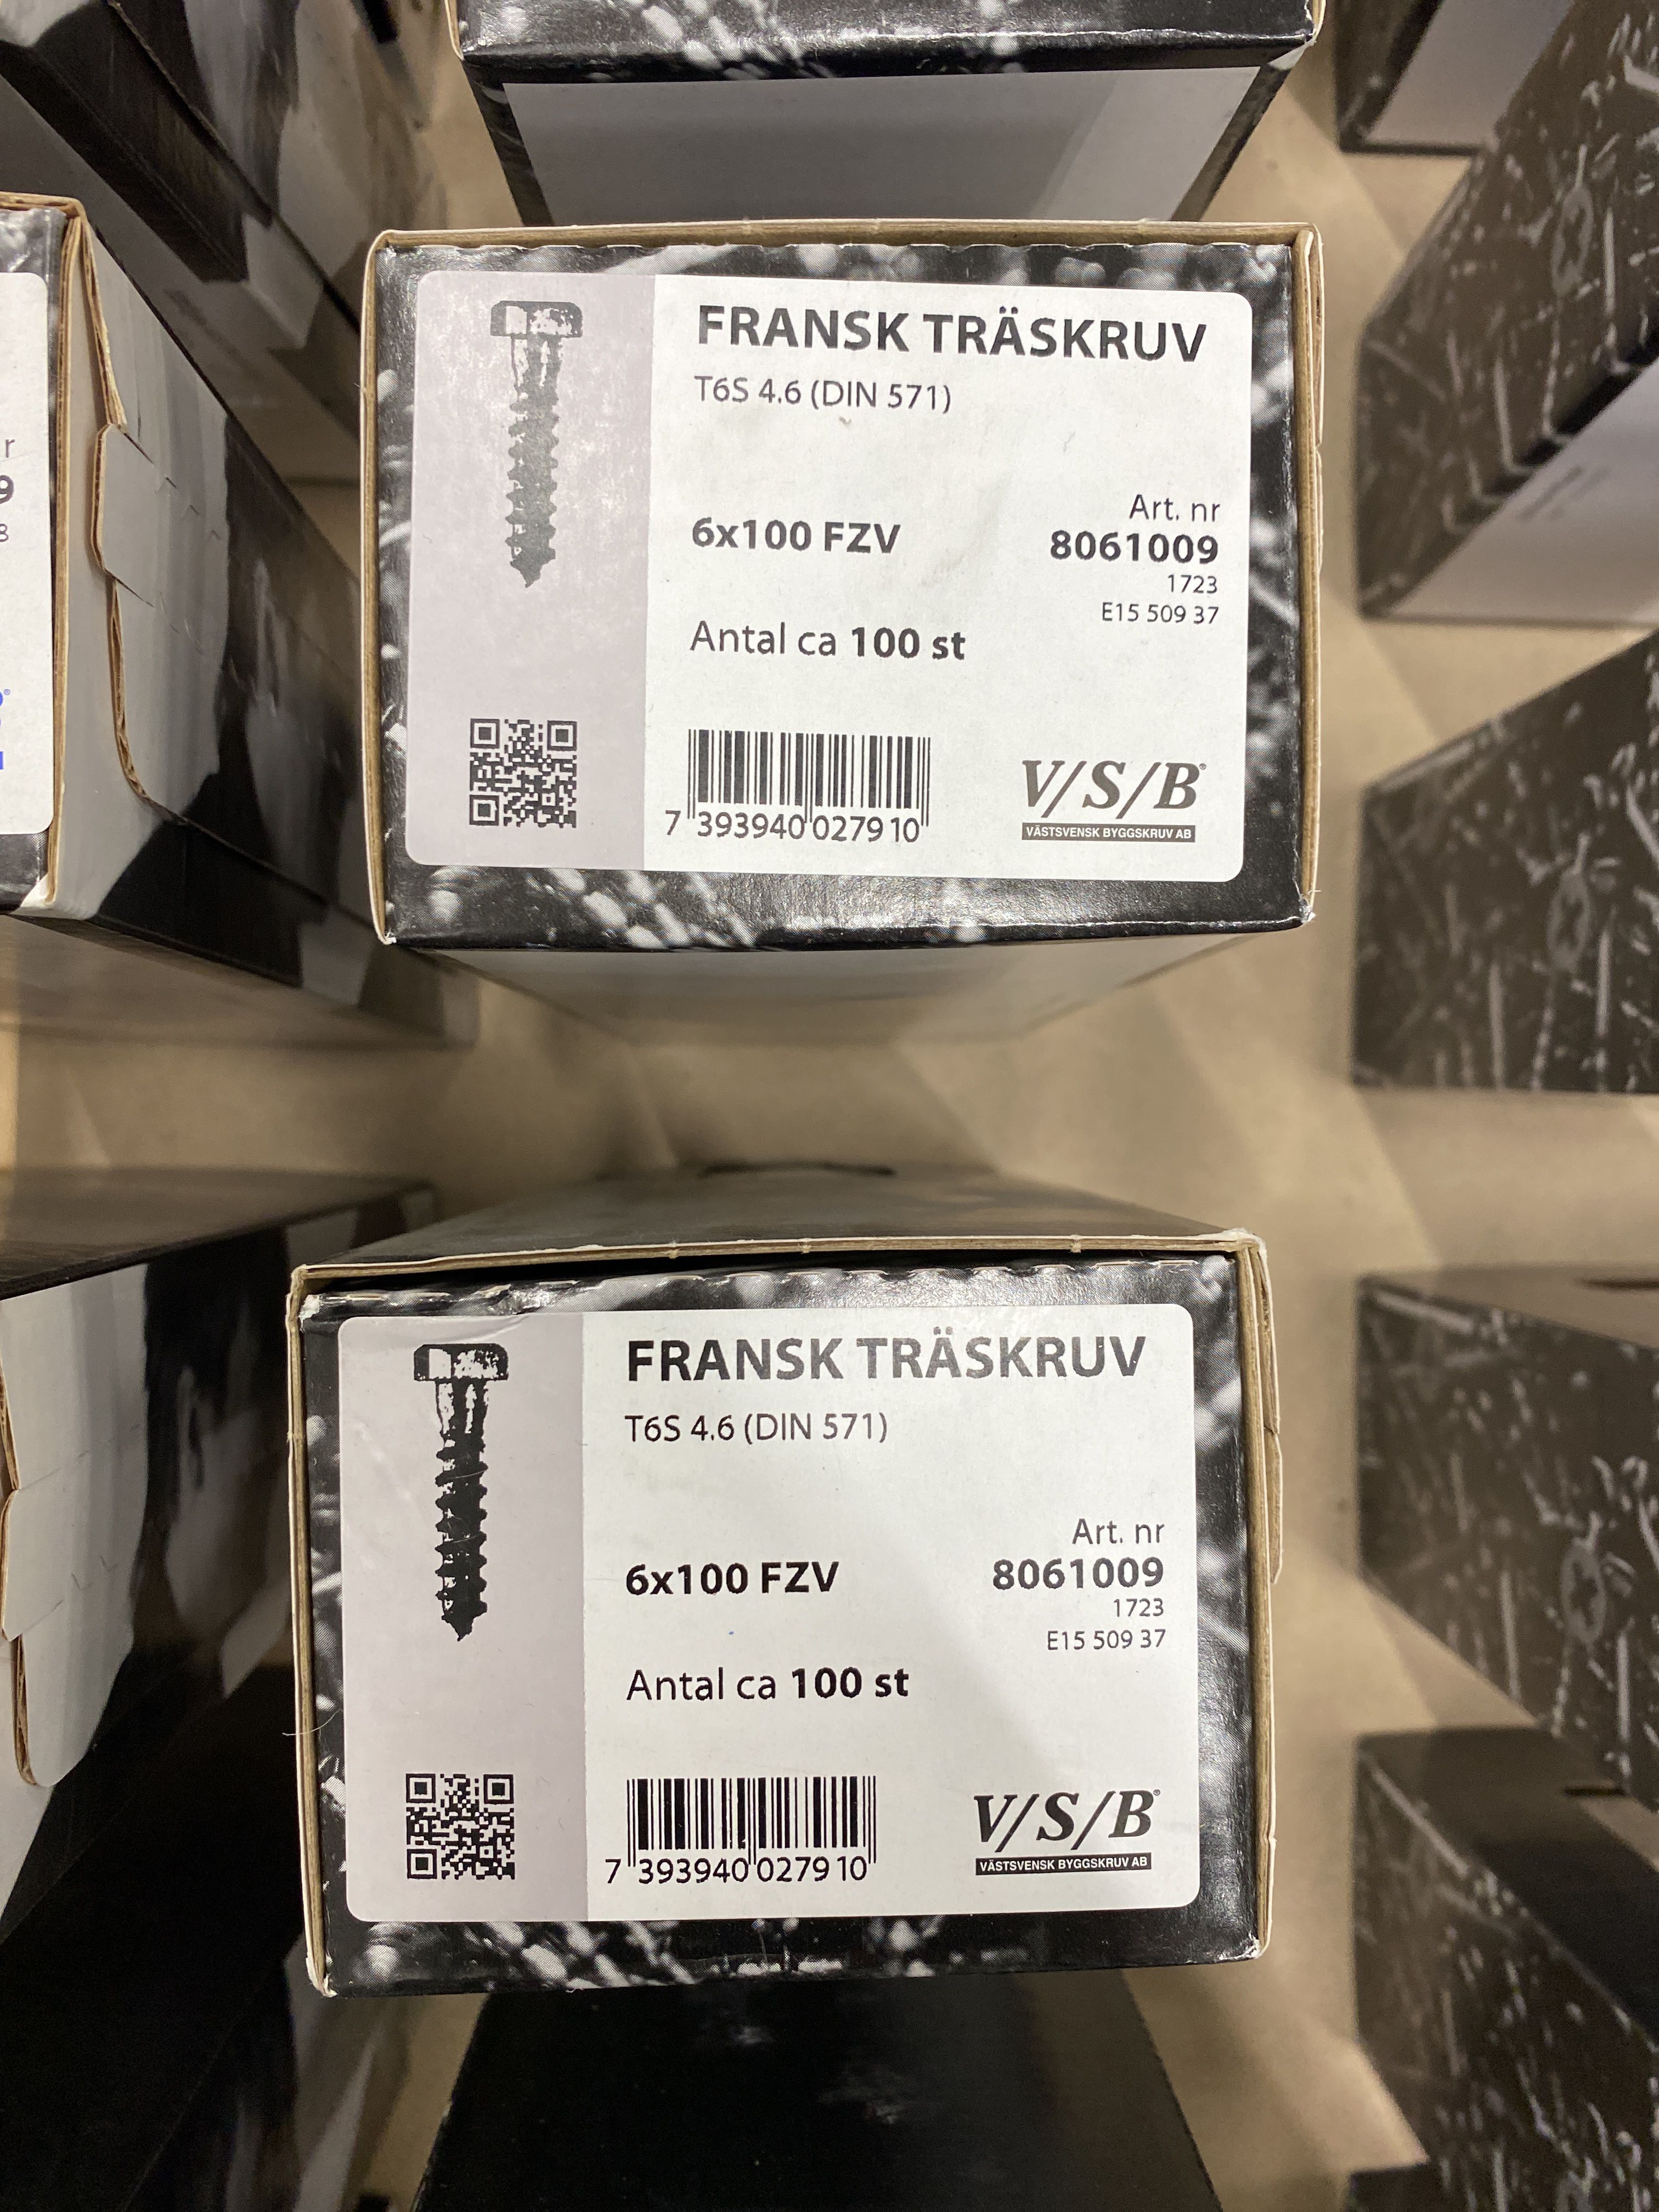 FRANSK TRÄSKRUV
T6S 4.6 (DIN 571)
Art. nr
6x100 FZV
8061009
1723
E15 509 37
Antal ca 100 st
7 393940 027910
V/S/B®
VÄSTSVENSK BYGGSKRUV AB
r
9
8
FRANSK TRÄSKRUV
T6S 4.6 (DIN 571)
Art. nr
6x100 FZV
8061009
1723
E15 509 37
Antal ca 100 st
7 393940 027910
V/S/B®
VÄSTSVENSK BYGGSKRUV AB